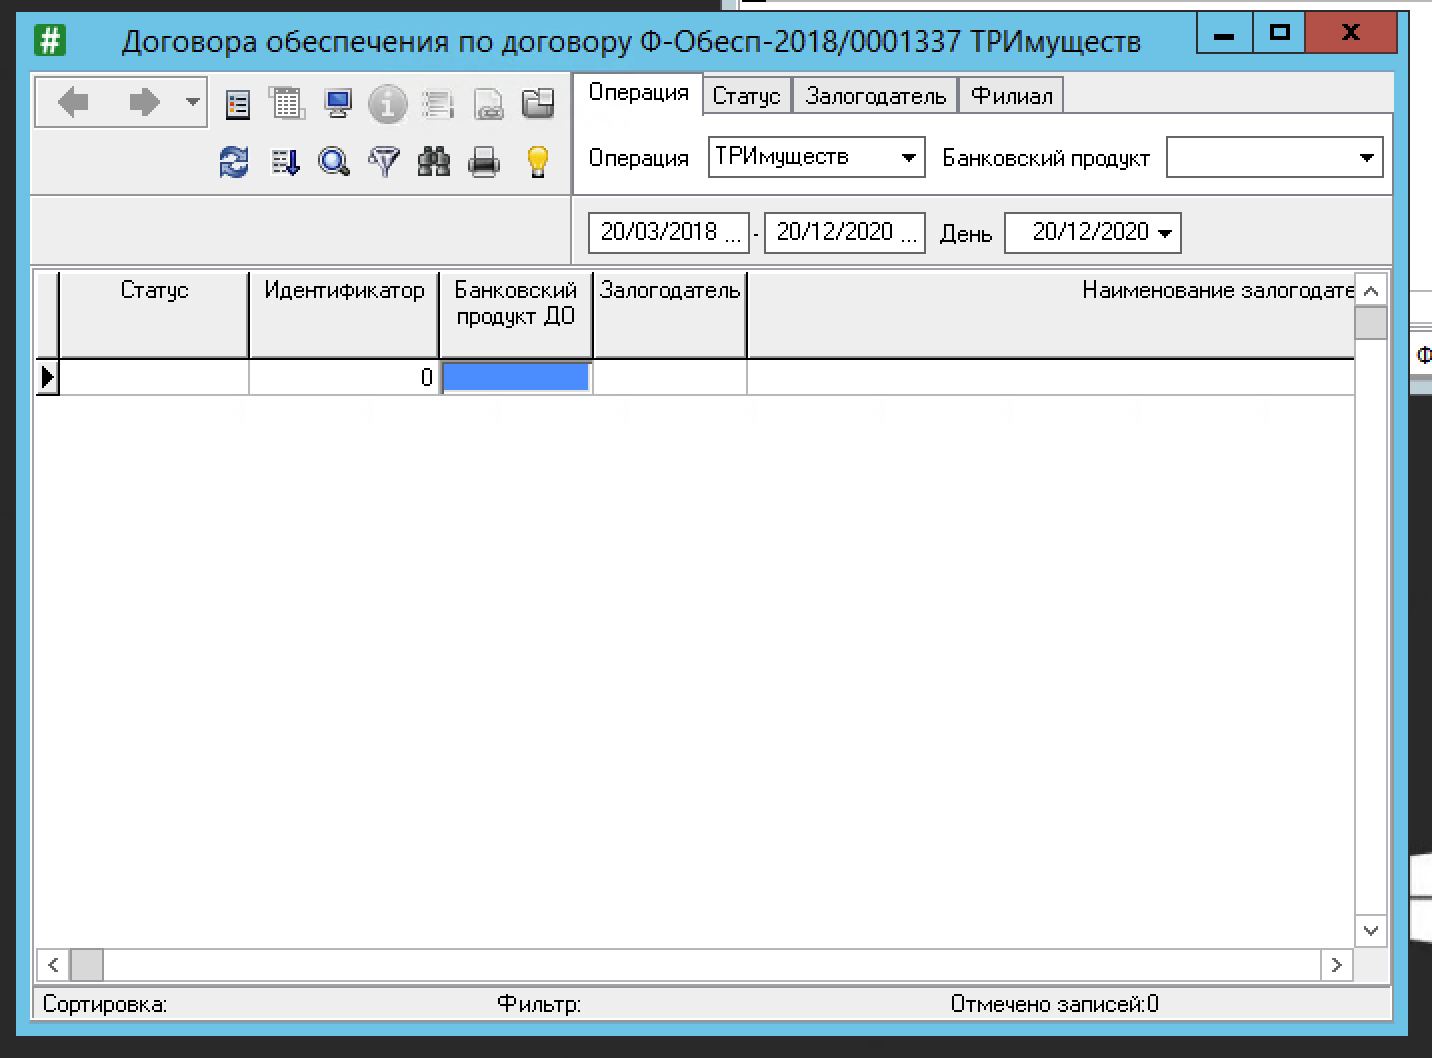 Договора обеспечения по договору Ф-Обесп-2018/0001337 ТРИмуществ
Операция Статус Залогодатель Филиал
Операция ТРИмуществ Банковский продукт
20/03/2018 ... - 20/12/2020 ... День 20/12/2020
Статус Идентификатор Банковский Залогодатель Наименование залогодате
продукт ДО
0
Сортировка: Фильтр: Отмечено записей:0
Ф